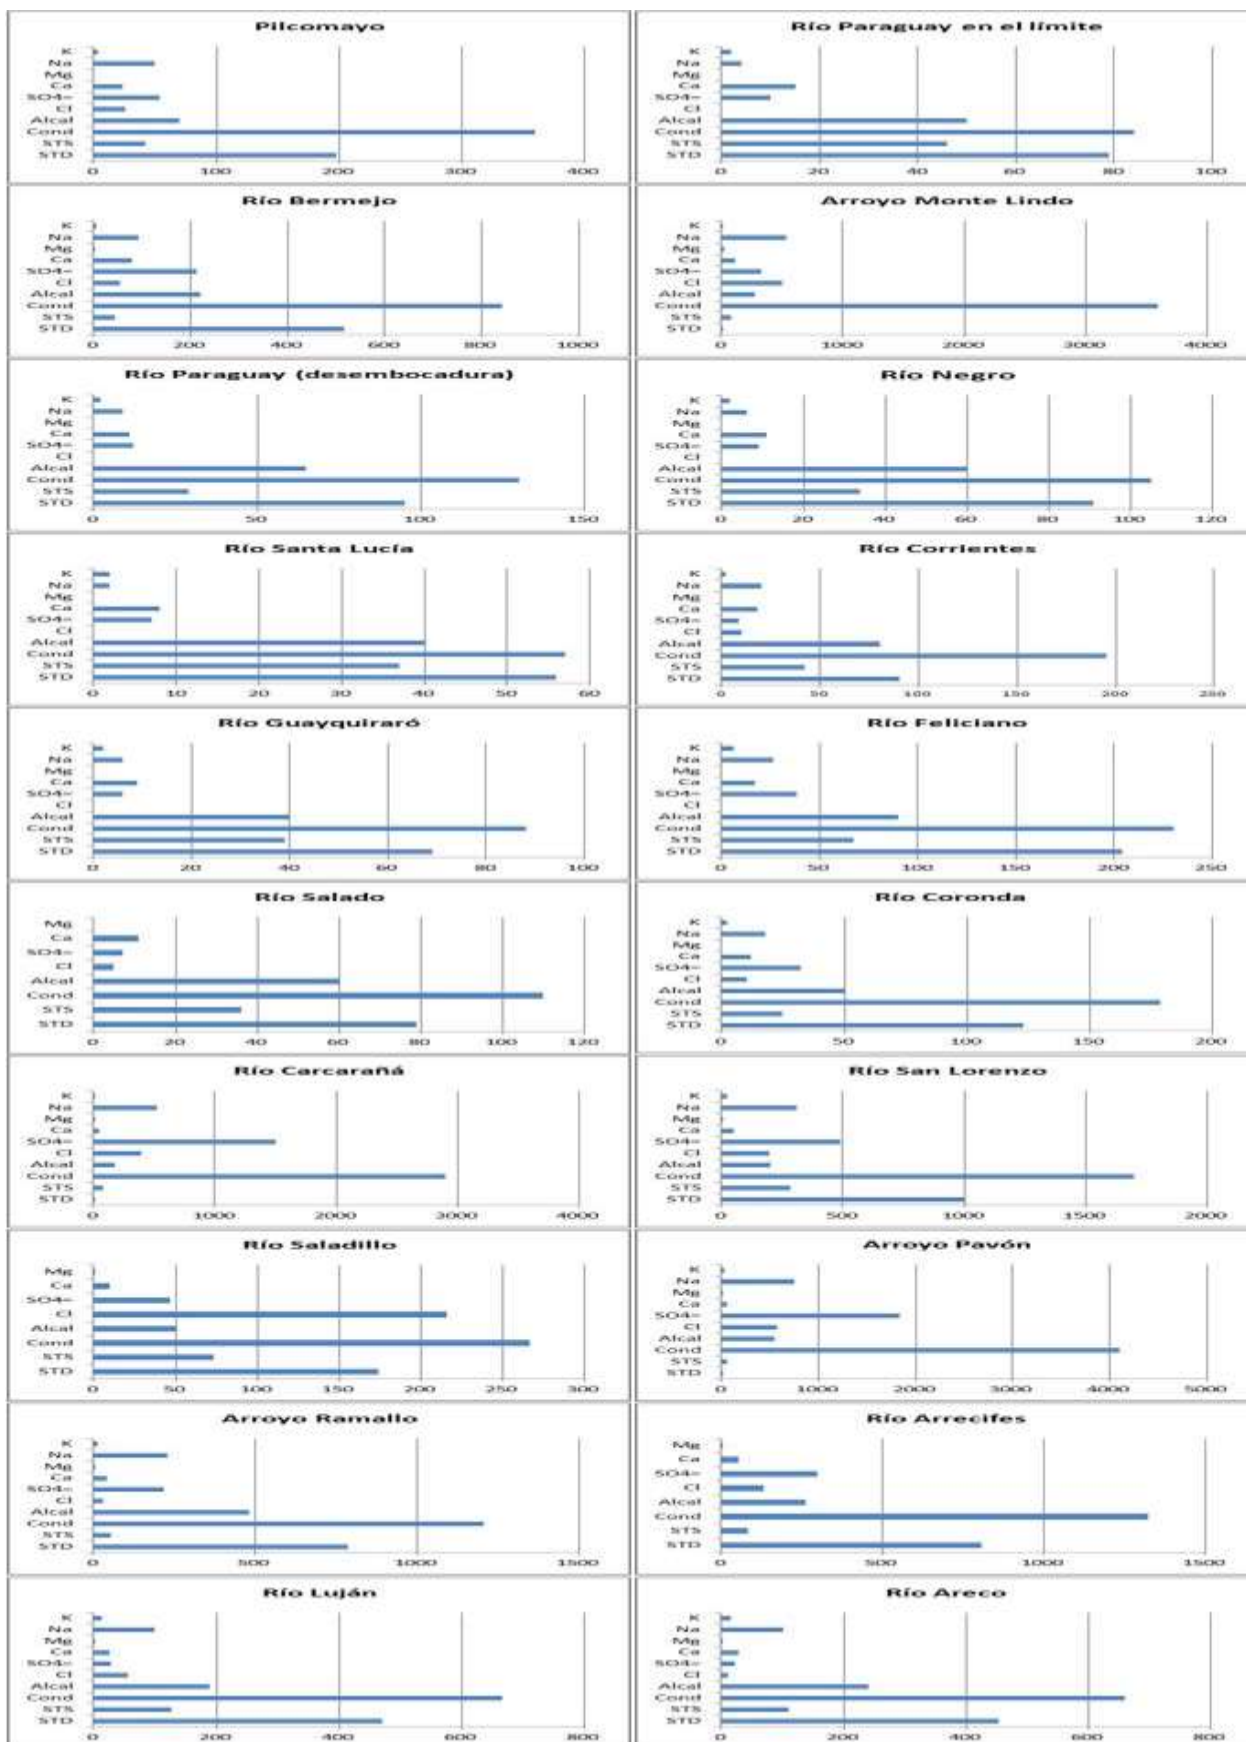 Pilcomayo
K
Na
Mg
Ca
SO4=
Cl
Alcal
Cond
STS
STD
0 100 200 300 400
Río Paraguay en el límite
K
Na
Mg
Ca
SO4=
Cl
Alcal
Cond
STS
STD
0 20 40 60 80 100
Río Bermejo
K
Na
Mg
Ca
SO4=
Cl
Alcal
Cond
STS
STD
0 200 400 600 800 1000
Arroyo Monte Lindo
K
Na
Mg
Ca
SO4=
Cl
Alcal
Cond
STS
STD
0 1000 2000 3000 4000
Río Paraguay (desembocadura)
K
Na
Mg
Ca
SO4=
Cl
Alcal
Cond
STS
STD
0 50 100 150
Río Negro
K
Na
Mg
Ca
SO4=
Cl
Alcal
Cond
STS
STD
0 20 40 60 80 100 120
Río Santa Lucía
K
Na
Mg
Ca
SO4=
Cl
Alcal
Cond
STS
STD
0 10 20 30 40 50 60
Río Corrientes
K
Na
Mg
Ca
SO4=
Cl
Alcal
Cond
STS
STD
0 50 100 150 200 250
Río Guayquiraró
K
Na
Mg
Ca
SO4=
Cl
Alcal
Cond
STS
STD
0 20 40 60 80 100
Río Feliciano
K
Na
Mg
Ca
SO4=
Cl
Alcal
Cond
STS
STD
0 50 100 150 200 250
Río Salado
Mg
Ca
SO4=
Cl
Alcal
Cond
STS
STD
0 20 40 60 80 100 120
Río Coronda
K
Na
Mg
Ca
SO4=
Cl
Alcal
Cond
STS
STD
0 50 100 150 200
Río Carcarañá
K
Na
Mg
Ca
SO4=
Cl
Alcal
Cond
STS
STD
0 1000 2000 3000 4000
Río San Lorenzo
K
Na
Mg
Ca
SO4=
Cl
Alcal
Cond
STS
STD
0 500 1000 1500 2000
Río Saladillo
Mg
Ca
SO4=
Cl
Alcal
Cond
STS
STD
0 50 100 150 200 250 300
Arroyo Pavón
K
Na
Mg
Ca
SO4=
Cl
Alcal
Cond
STS
STD
0 1000 2000 3000 4000 5000
Arroyo Ramallo
K
Na
Mg
Ca
SO4=
Cl
Alcal
Cond
STS
STD
0 500 1000 1500
Río Arrecifes
Mg
Ca
SO4=
Cl
Alcal
Cond
STS
STD
0 500 1000 1500
Río Luján
K
Na
Mg
Ca
SO4=
Cl
Alcal
Cond
STS
STD
0 200 400 600 800
Río Areco
K
Na
Mg
Ca
SO4=
Cl
Alcal
Cond
STS
STD
0 200 400 600 800